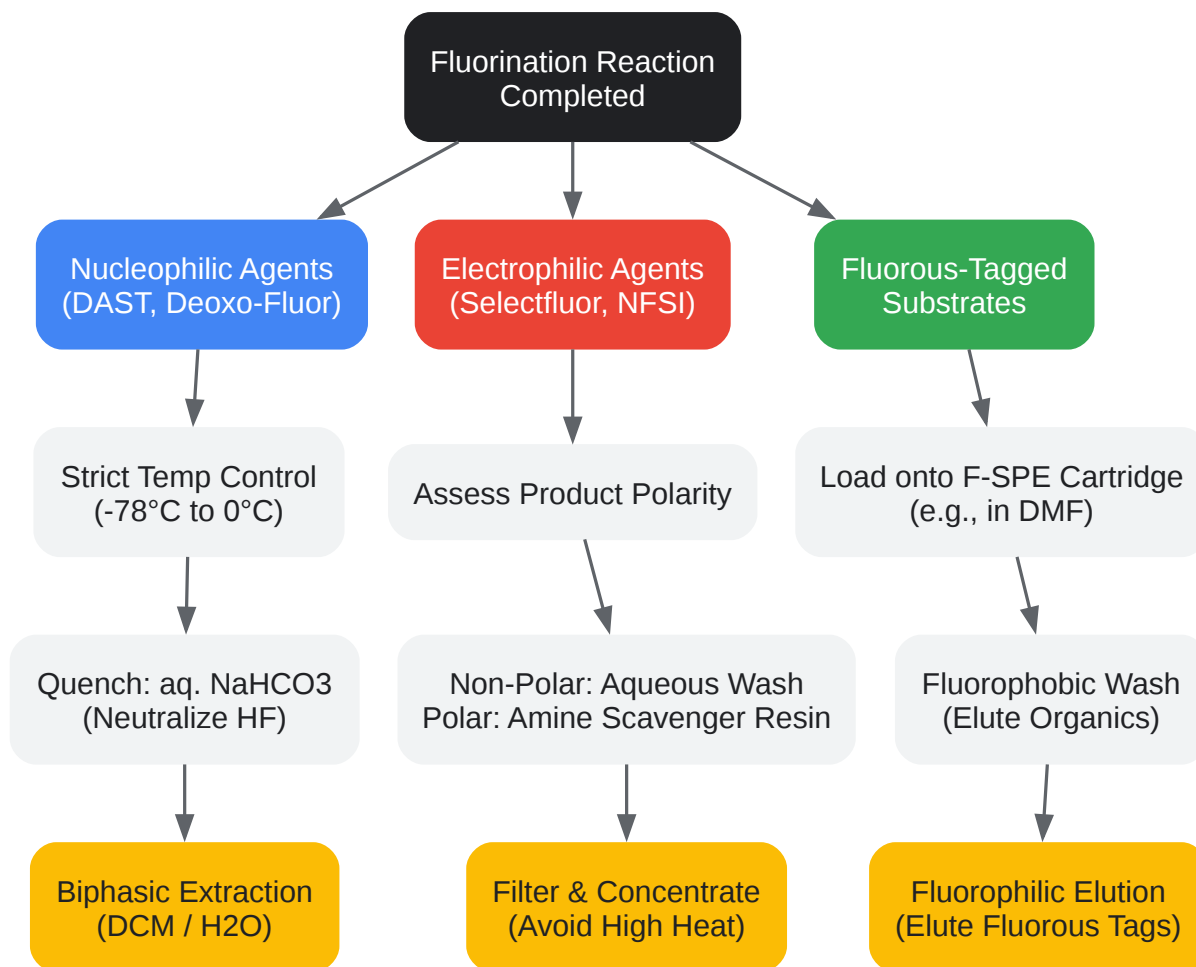 Fluorination Reaction
Completed
Nucleophilic Agents
(DAST, Deoxo-Fluor)
Electrophilic Agents
(Selectfluor, NFSI)
Fluorous-Tagged
Substrates
Strict Temp Control
(-78°C to 0°C)
Assess Product Polarity
Load onto F-SPE Cartridge
(e.g., in DMF)
Quench: aq. NaHCO3
(Neutralize HF)
Non-Polar: Aqueous Wash
Polar: Amine Scavenger Resin
Fluorophobic Wash
(Elute Organics)
Biphasic Extraction
(DCM / H2O)
Filter & Concentrate
(Avoid High Heat)
Fluorophilic Elution
(Elute Fluorous Tags)